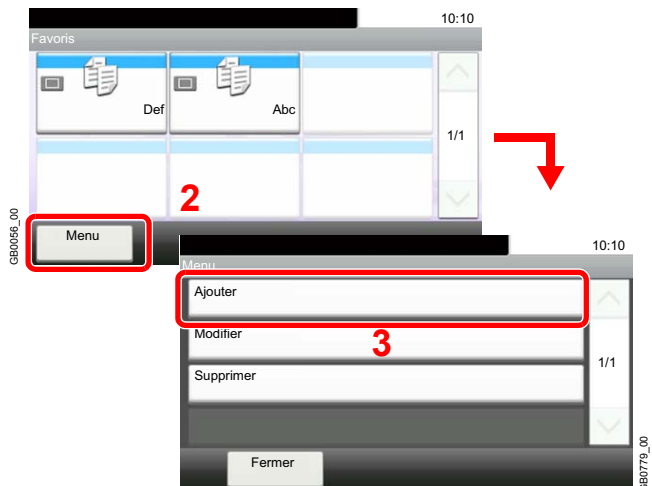 10:10
Favoris
Def
Abc
1/1
2
Menu
GB0056_00
10:10
Menu
Ajouter
Modifier
3
1/1
Supprimer
Fermer
GB0779_00